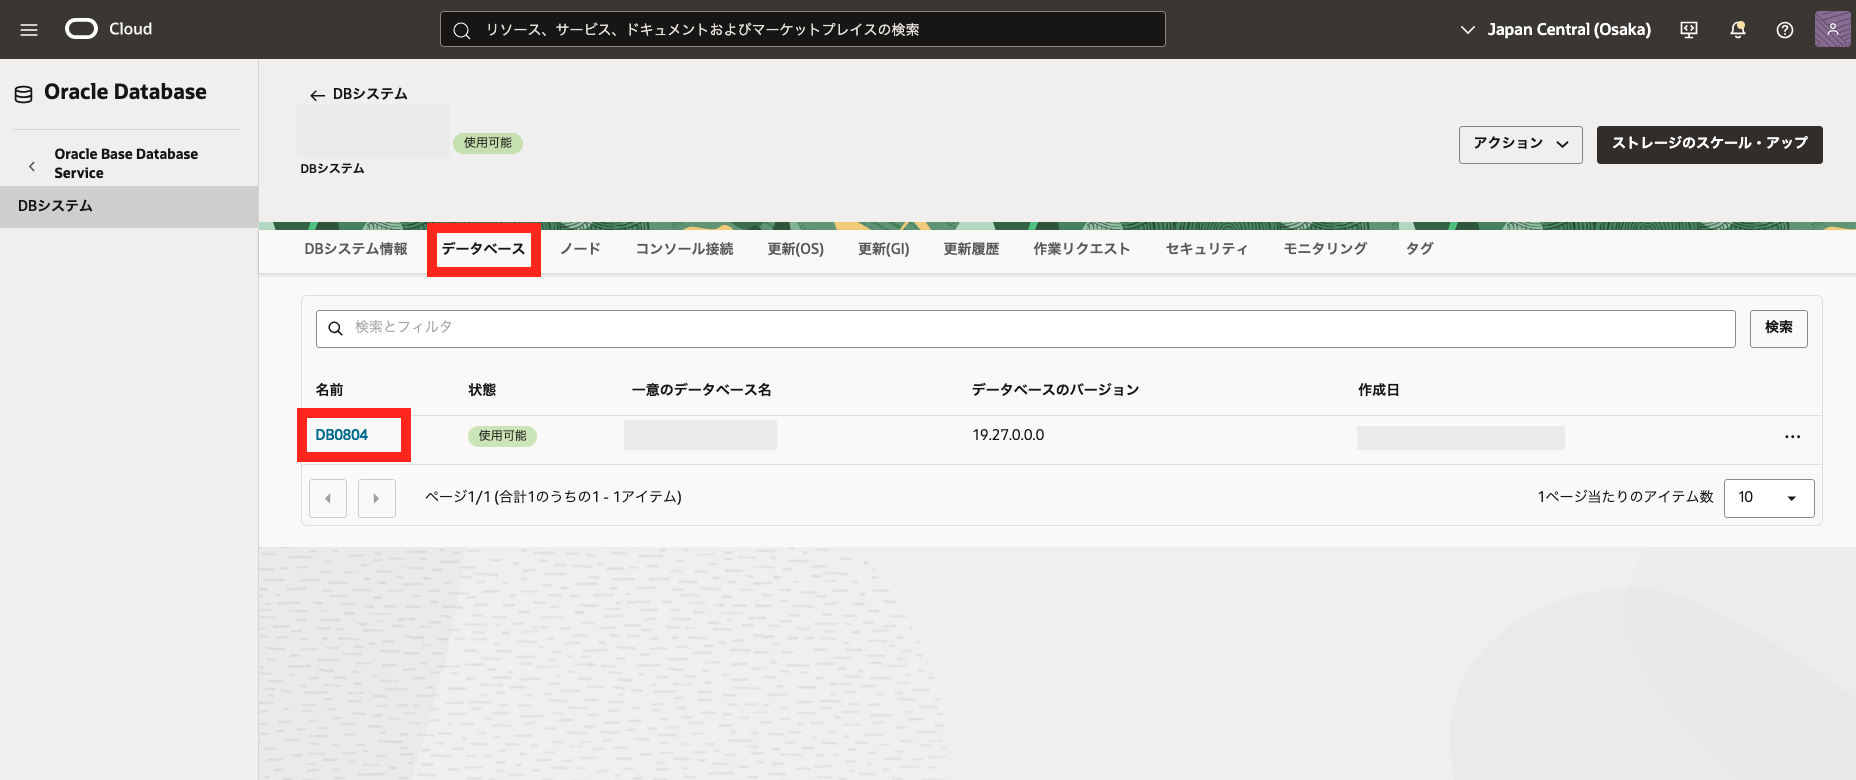 Cloud
リソース、サービス、ドキュメントおよびマーケットプレイスの検索
Japan Central (Osaka)
Oracle Database
Oracle Base Database
Service
DBシステム
DBシステム
使用可能
DBシステム
アクション
ストレージのスケール・アップ
DBシステム情報
データベース
ノード
コンソール接続
更新(OS)
更新(GI)
更新履歴
作業リクエスト
セキュリティ
モニタリング
タグ
検索とフィルタ
検索
名前
状態
一意のデータベース名
データベースのバージョン
作成日
DB0804
使用可能
19.27.0.0.0
ページ1/1 (合計1のうちの1 - 1アイテム)
1ページ当たりのアイテム数
10